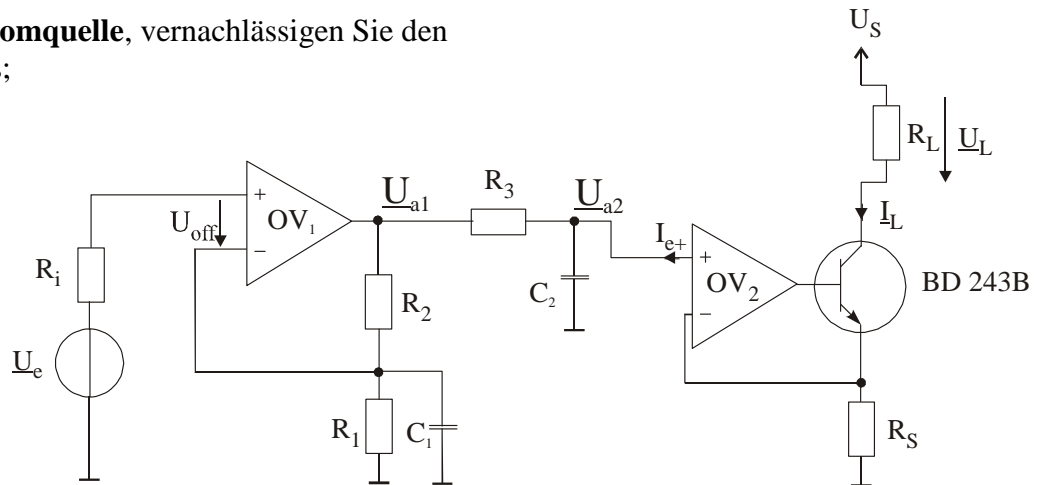 omquelle, vernachlässigen Sie den
;
U_S
R_L
U_L
I_L
U_a1
R_3
U_a2
U_off
+
OV_1
−
I_e+
+
OV_2
−
BD 243B
R_i
R_2
C_2
U_e
R_1
C_1
R_S